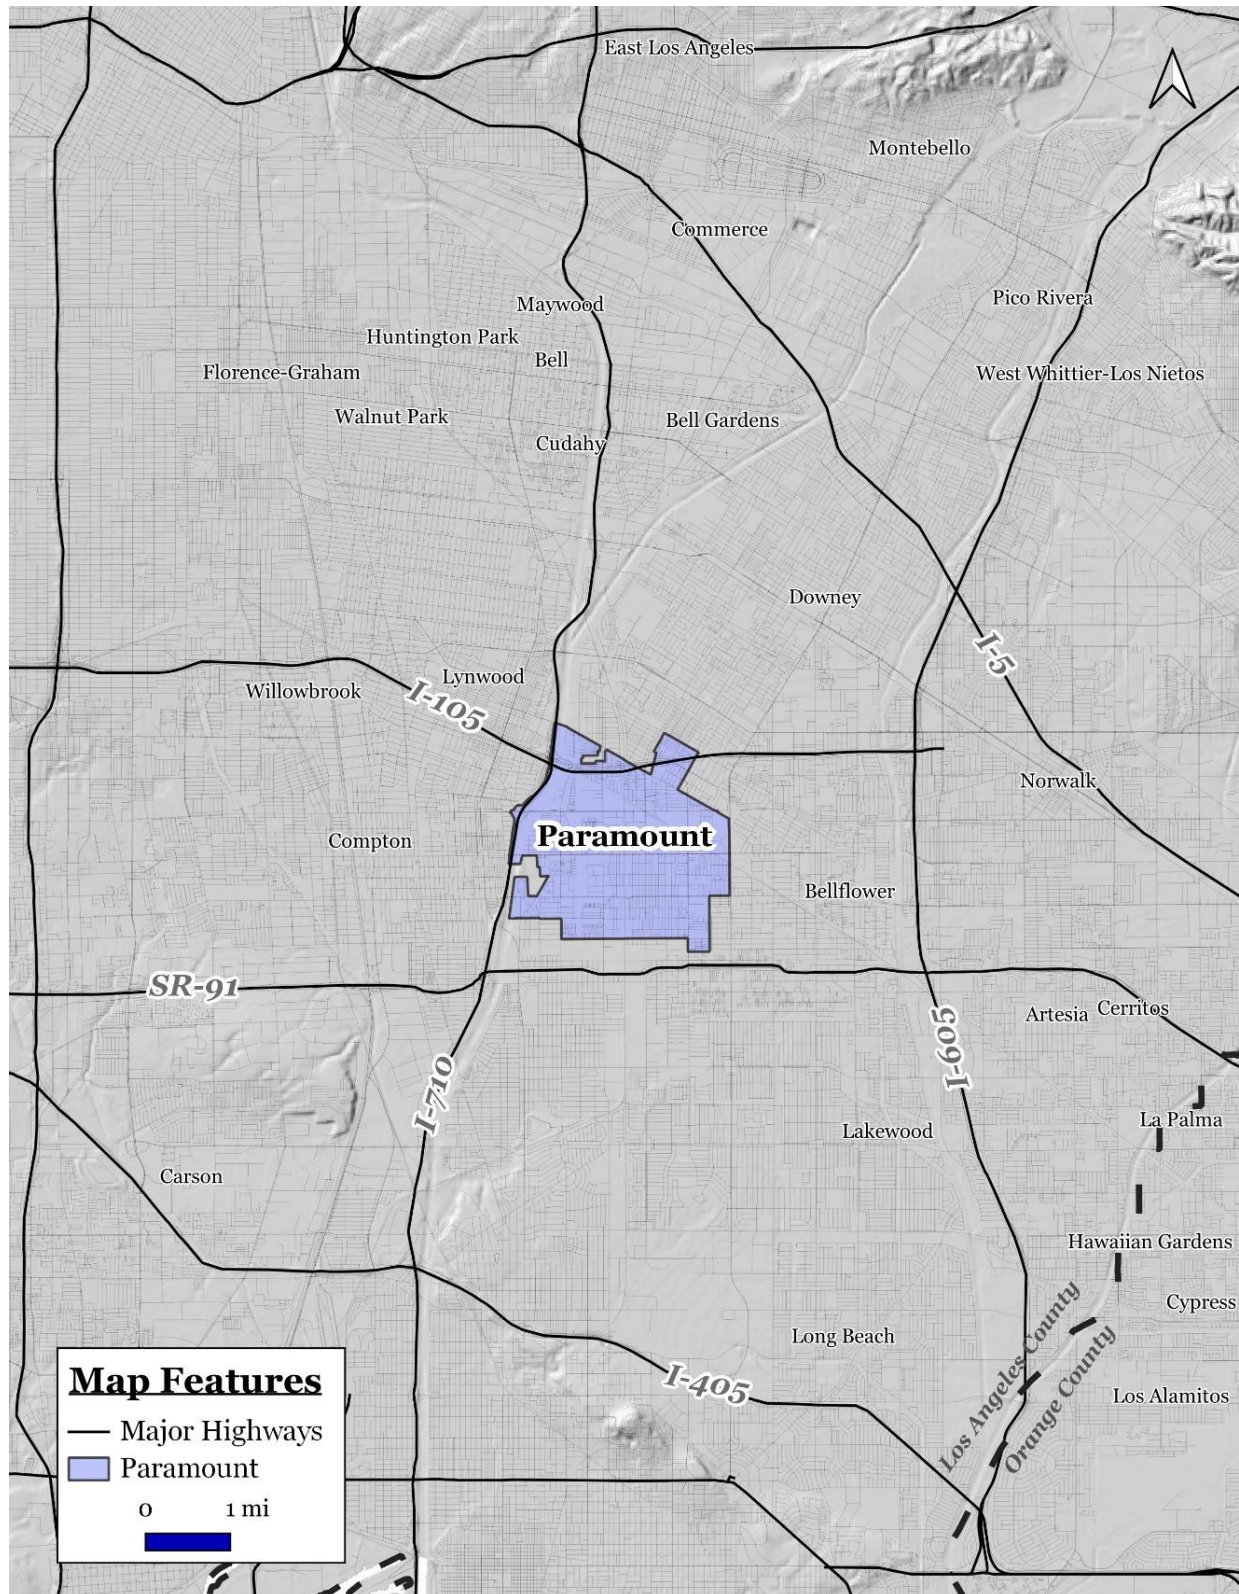 East Los Angeles
Montebello
Commerce
Pico Rivera
Maywood
Huntington Park
Bell
Florence-Graham
West Whittier-Los Nietos
Walnut Park
Bell Gardens
Cudahy
Downey
I-5
Lynwood
Willowbrook
I-105
Norwalk
Paramount
Compton
Bellflower
SR-91
Artesia
Cerritos
I-605
I-710
La Palma
Lakewood
Carson
Hawaiian Gardens
Cypress
Los Angeles County
Orange County
Long Beach
I-405
Los Alamitos
Map Features
Major Highways
Paramount
0 1 mi